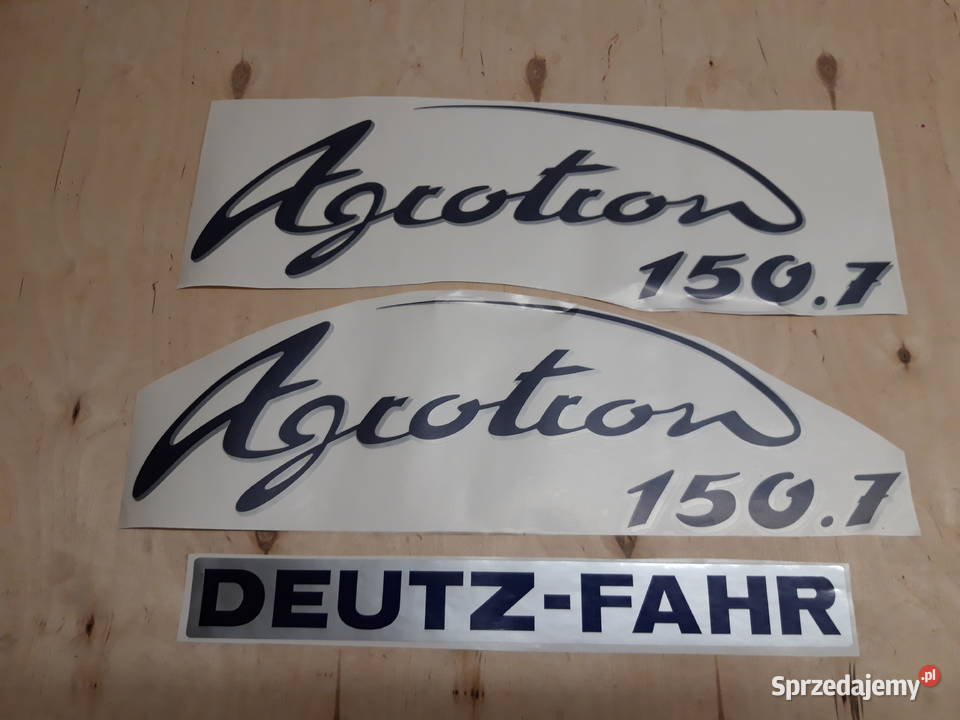 Agrotron
150.7
Agrotron
150.7
DEUTZ-FAHR
Sprzedajemy.pl